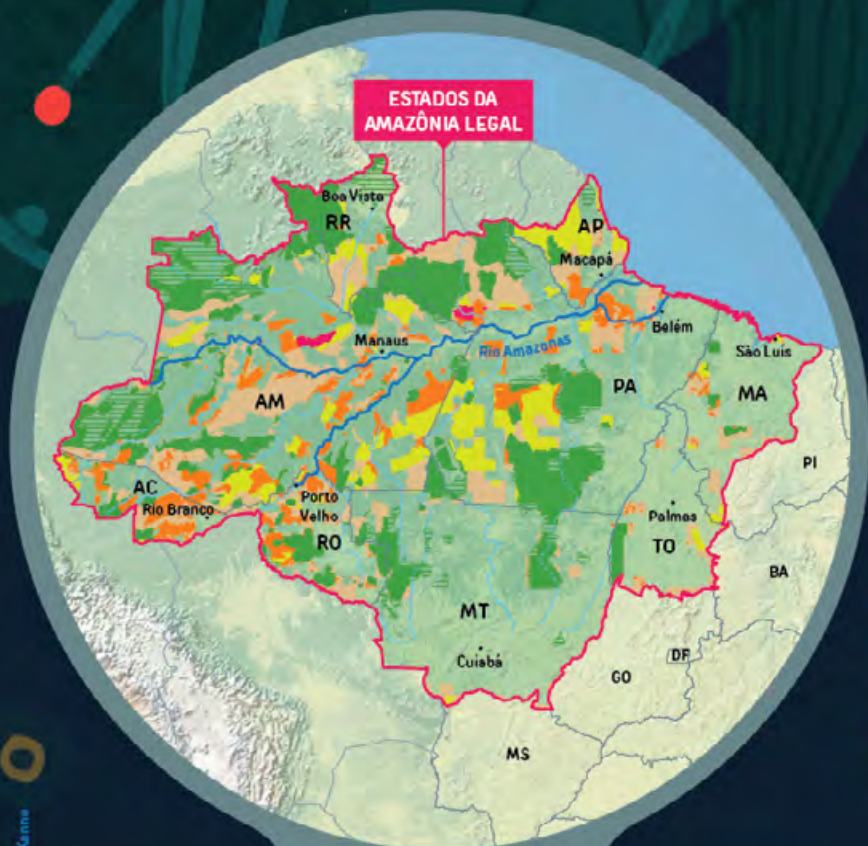 ESTADOS DA
AMAZÔNIA LEGAL
Boa Vista
RR
AP
Macapá
Belém
Manaus
Rio Amazonas
São Luís
AM
PA
MA
PI
AC
Rio Branco
Porto
Velho
RO
Palmas
TO
BA
MT
Cuiabá
GO
DF
MS